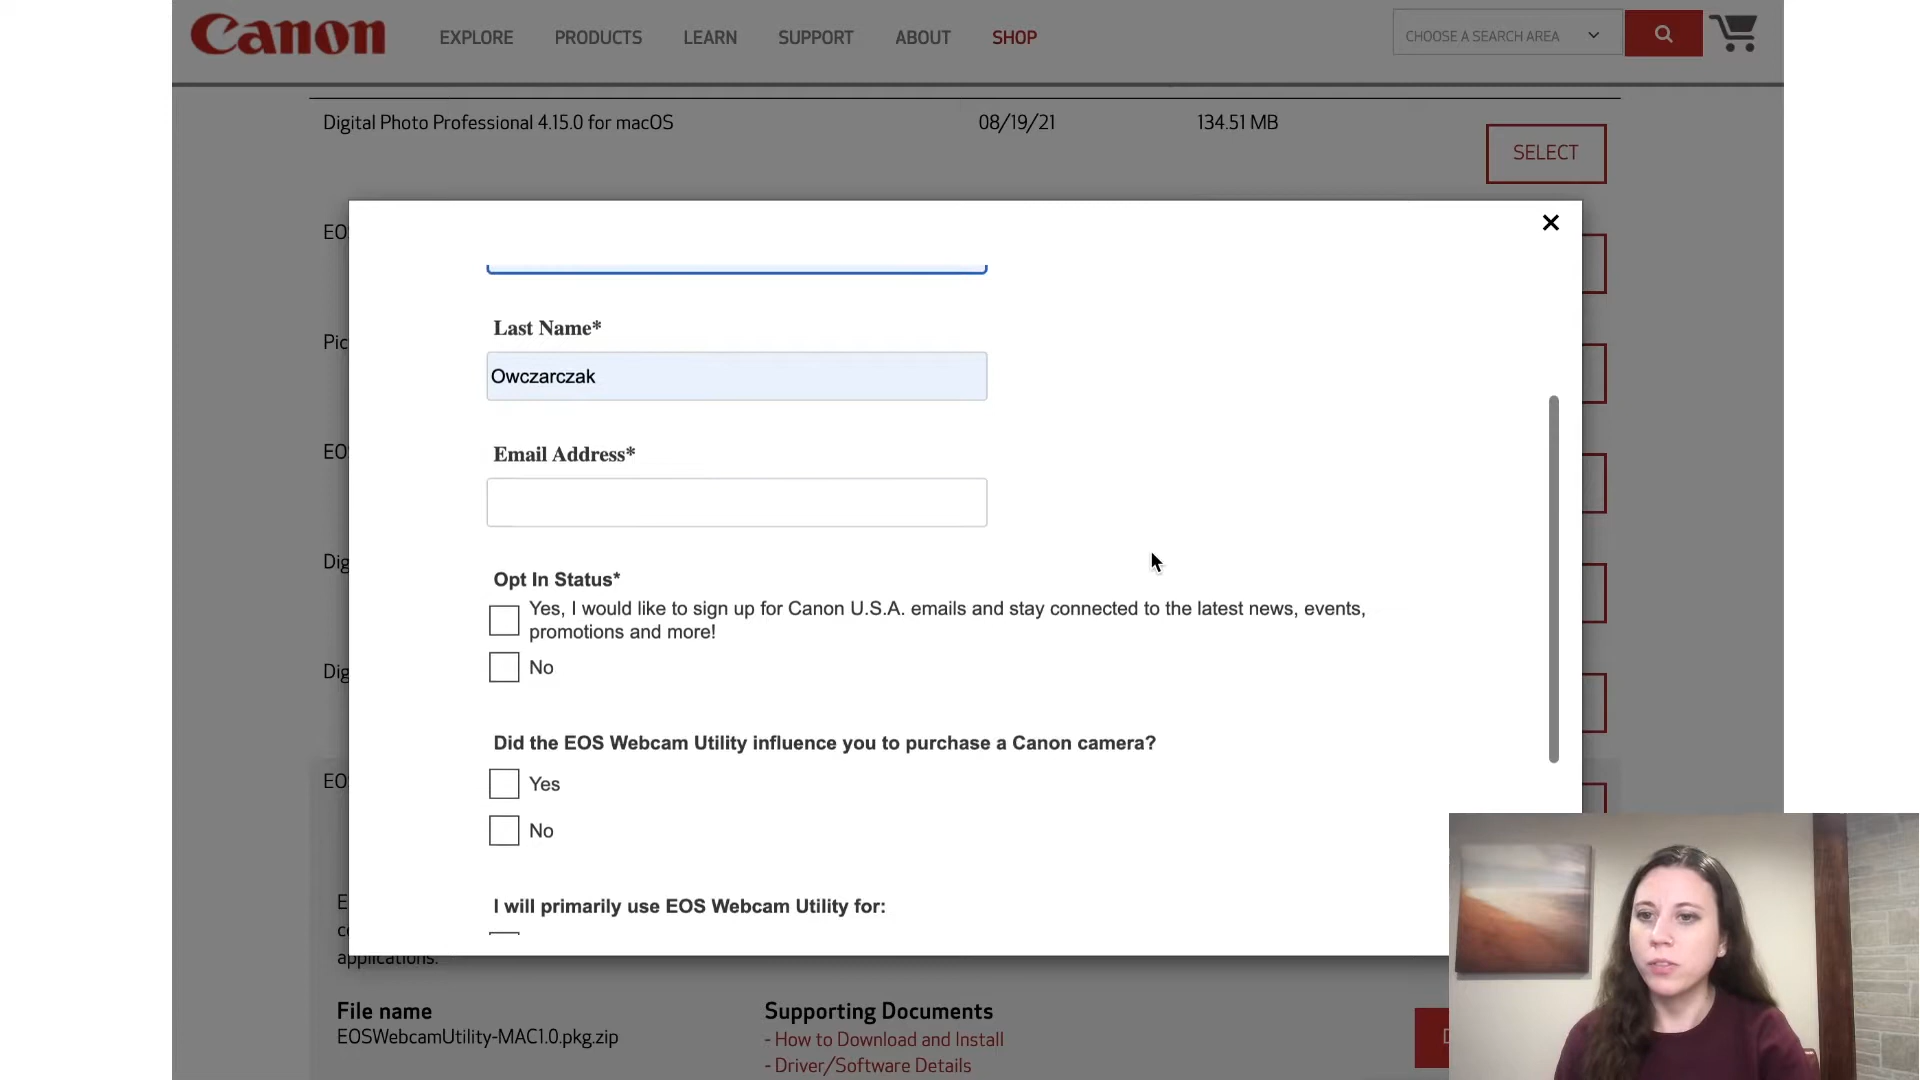 Canon
EXPLORE
PRODUCTS
LEARN
SUPPORT
ABOUT
SHOP
CHOOSE A SEARCH AREA
Digital Photo Professional 4.15.0 for macOS
08/19/21
134.51 MB
SELECT
EO
Pic
EO
Dig
Dig
EO
Last Name*
Owczarczak
Email Address*
Opt In Status*
Yes, I would like to sign up for Canon U.S.A. emails and stay connected to the latest news, events,
promotions and more!
No
Did the EOS Webcam Utility influence you to purchase a Canon camera?
Yes
No
I will primarily use EOS Webcam Utility for:
E
applications.
File name
EOSWebcamUtility-MAC1.0.pkg.zip
Supporting Documents
- How to Download and Install
- Driver/Software Details